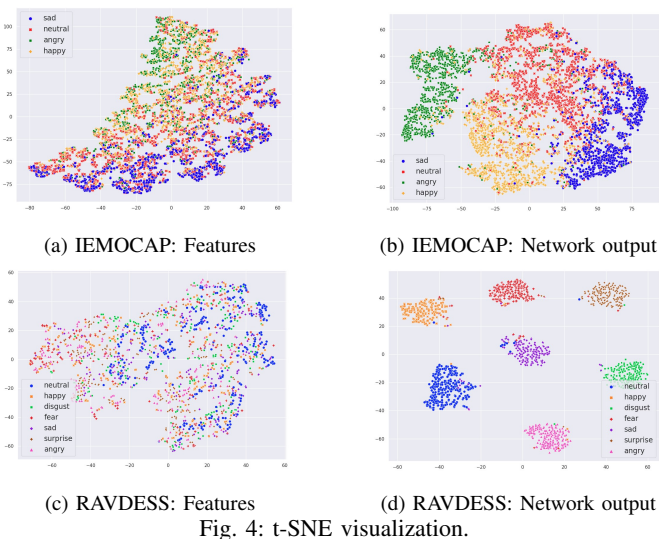 sad
neutral
angry
happy
100
75
50
25
0
−25
−50
−75
−80 −60 −40 −20 0 20 40 60
60
40
20
0
−20
−40
−60
sad
neutral
angry
happy
−100 −75 −50 −25 0 25 50 75
(a) IEMOCAP: Features (b) IEMOCAP: Network output
60
40
20
0
−20
−40
−60
neutral
happy
disgust
fear
sad
surprise
angry
−80 −60 −40 −20 0 20 40 60
40
20
0
−20
−40
−60
neutral
happy
disgust
fear
sad
surprise
angry
−60 −40 −20 0 20 40 60
(c) RAVDESS: Features (d) RAVDESS: Network output
Fig. 4: t-SNE visualization.